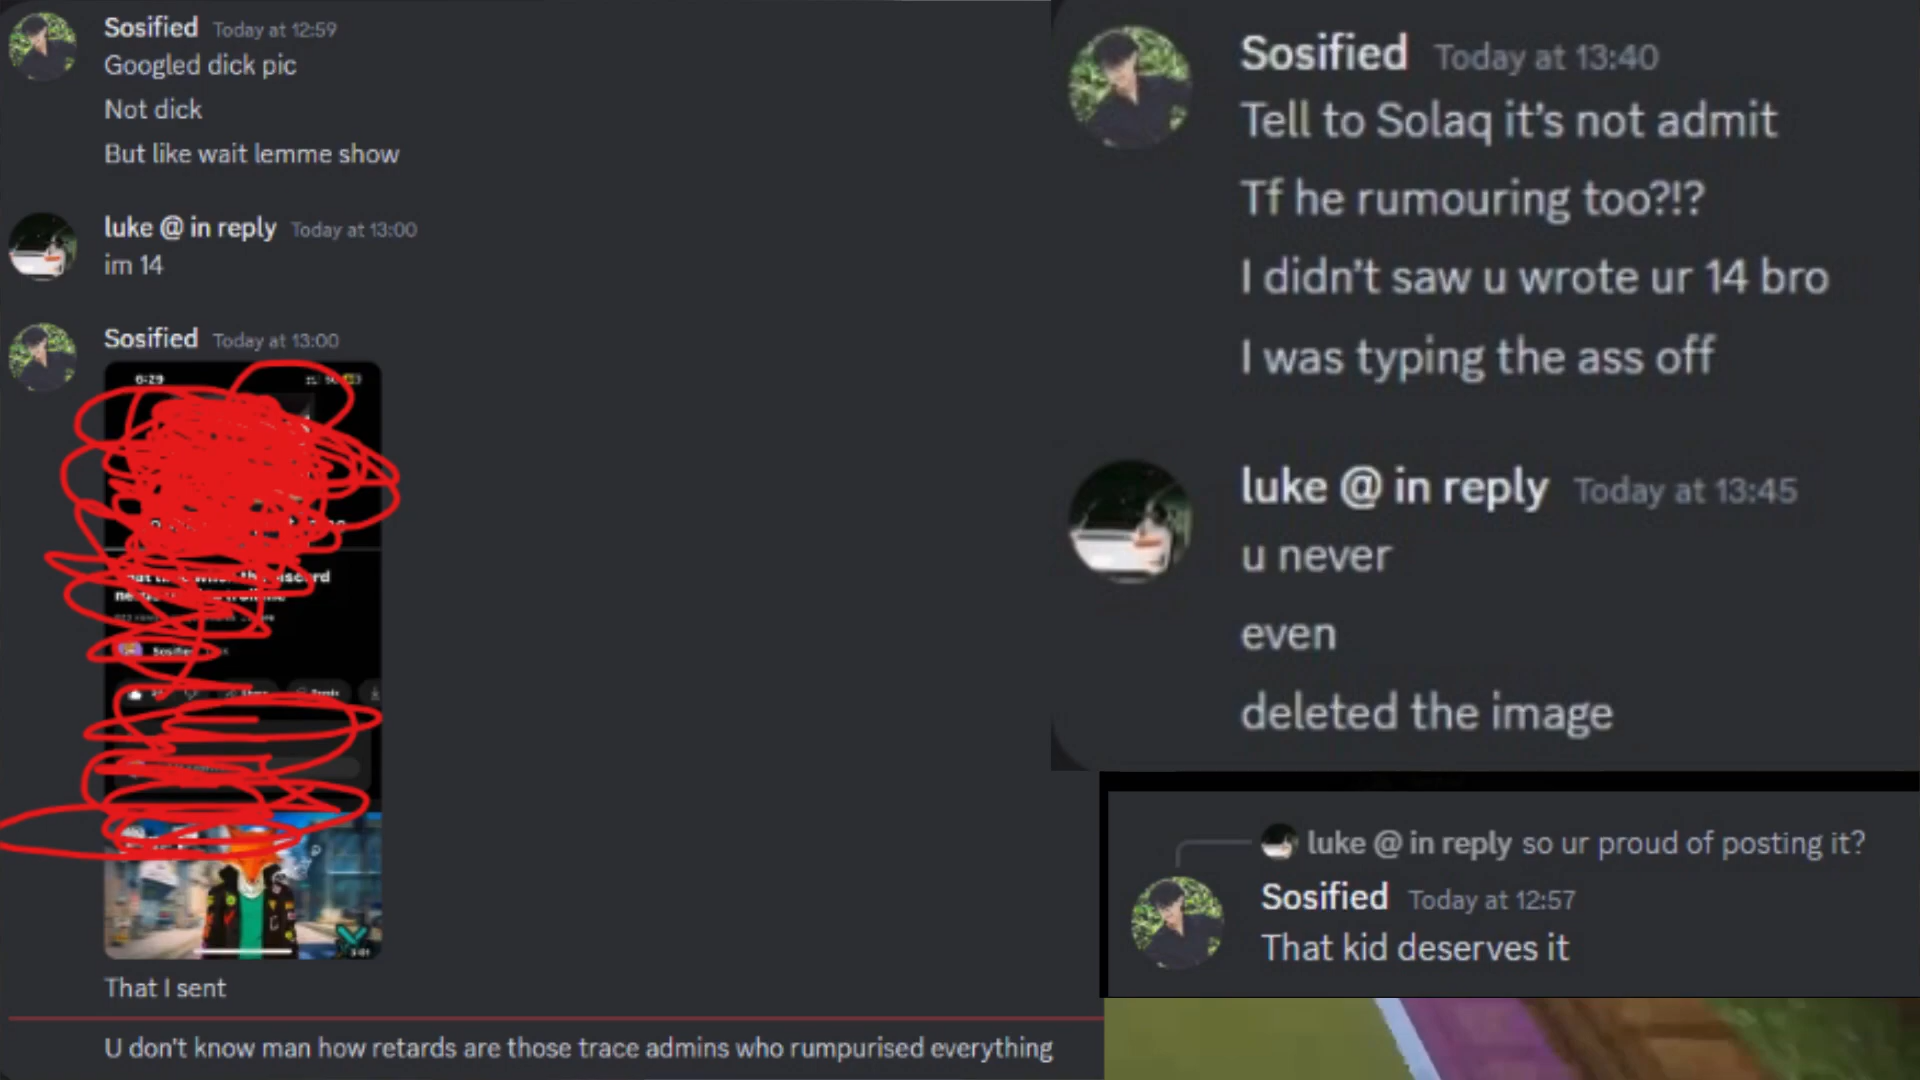 Sosified Today at 12:59
Googled dick pic
Not dick
But like wait lemme show
luke @ in reply Today at 13:00
im 14
Sosified Today at 13:00
6:29
Sosified
That I sent
U don't know man how retards are those trace admins who rumpurised everything
Sosified Today at 13:40
Tell to Solaq it's not admit
Tf he rumouring too?!?
I didn't saw u wrote ur 14 bro
I was typing the ass off
luke @ in reply Today at 13:45
u never
even
deleted the image
luke @ in reply so ur proud of posting it?
Sosified Today at 12:57
That kid deserves it